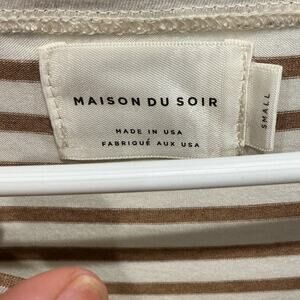 MAISON DU SOIR
MADE IN USA
FABRIQUÉ AUX USA
SMALL